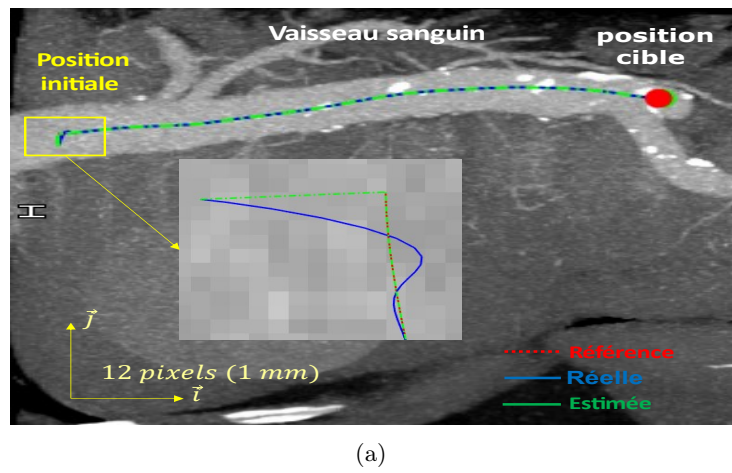 Vaisseau sanguin
position
cible
Position
initiale
j
12 pixels (1 mm)
i
Référence
Réelle
Estimée
(a)